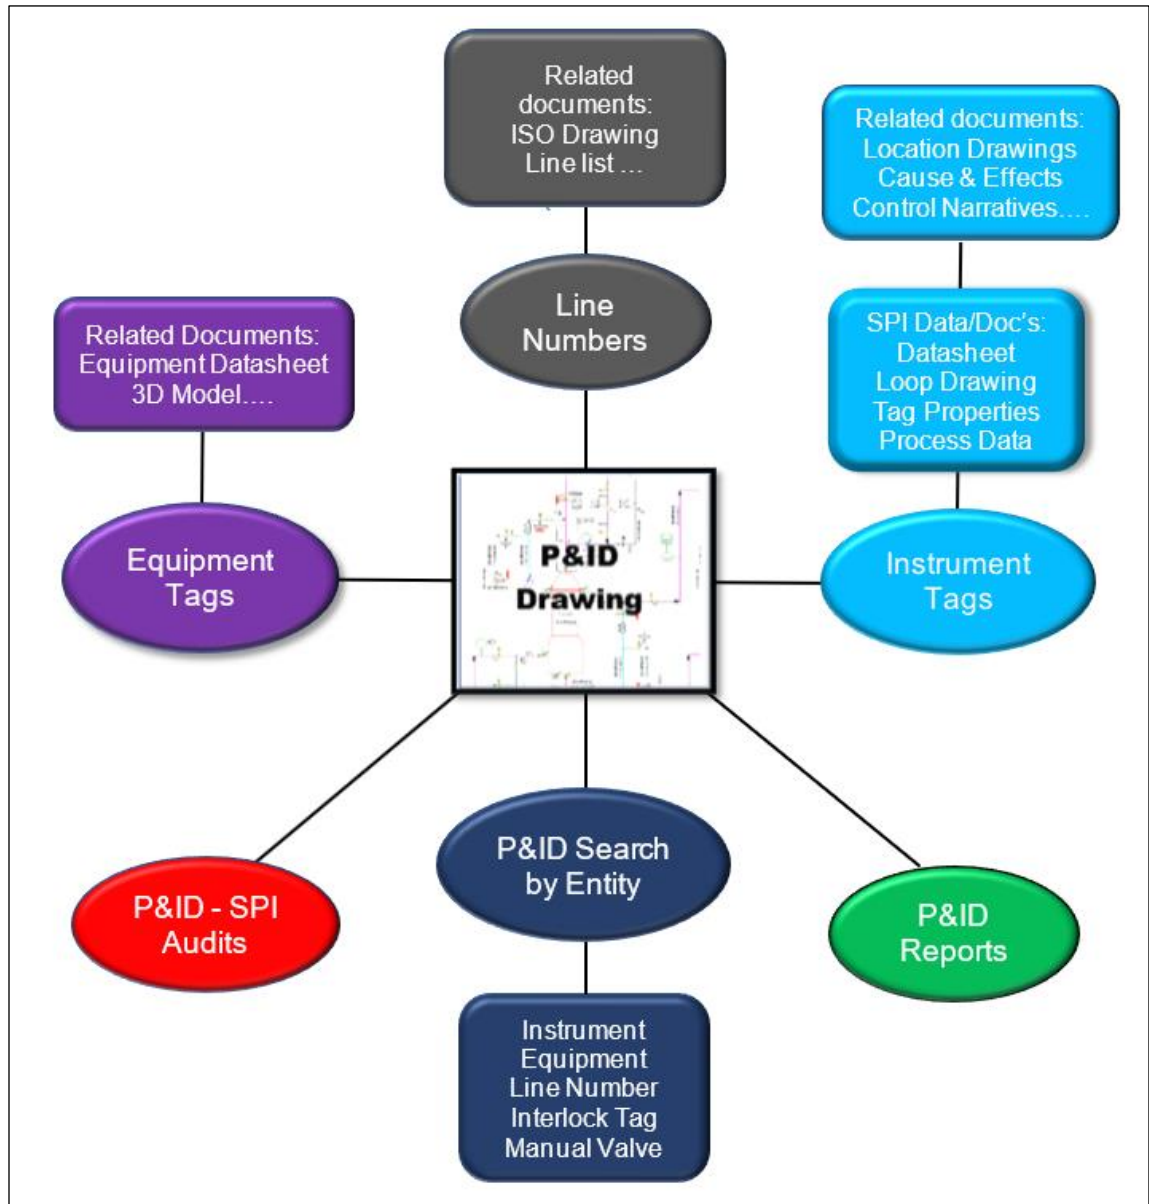 Related
documents:
ISO Drawing
Line list ...
Related documents:
Location Drawings
Cause & Effects
Control Narratives....
Line
Numbers
Related Documents:
Equipment Datasheet
3D Model....
SPI Data/Doc's:
Datasheet
Loop Drawing
Tag Properties
Process Data
Equipment
Tags
P&ID
Drawing
Instrument
Tags
P&ID - SPI
Audits
P&ID Search
by Entity
P&ID
Reports
Instrument
Equipment
Line Number
Interlock Tag
Manual Valve